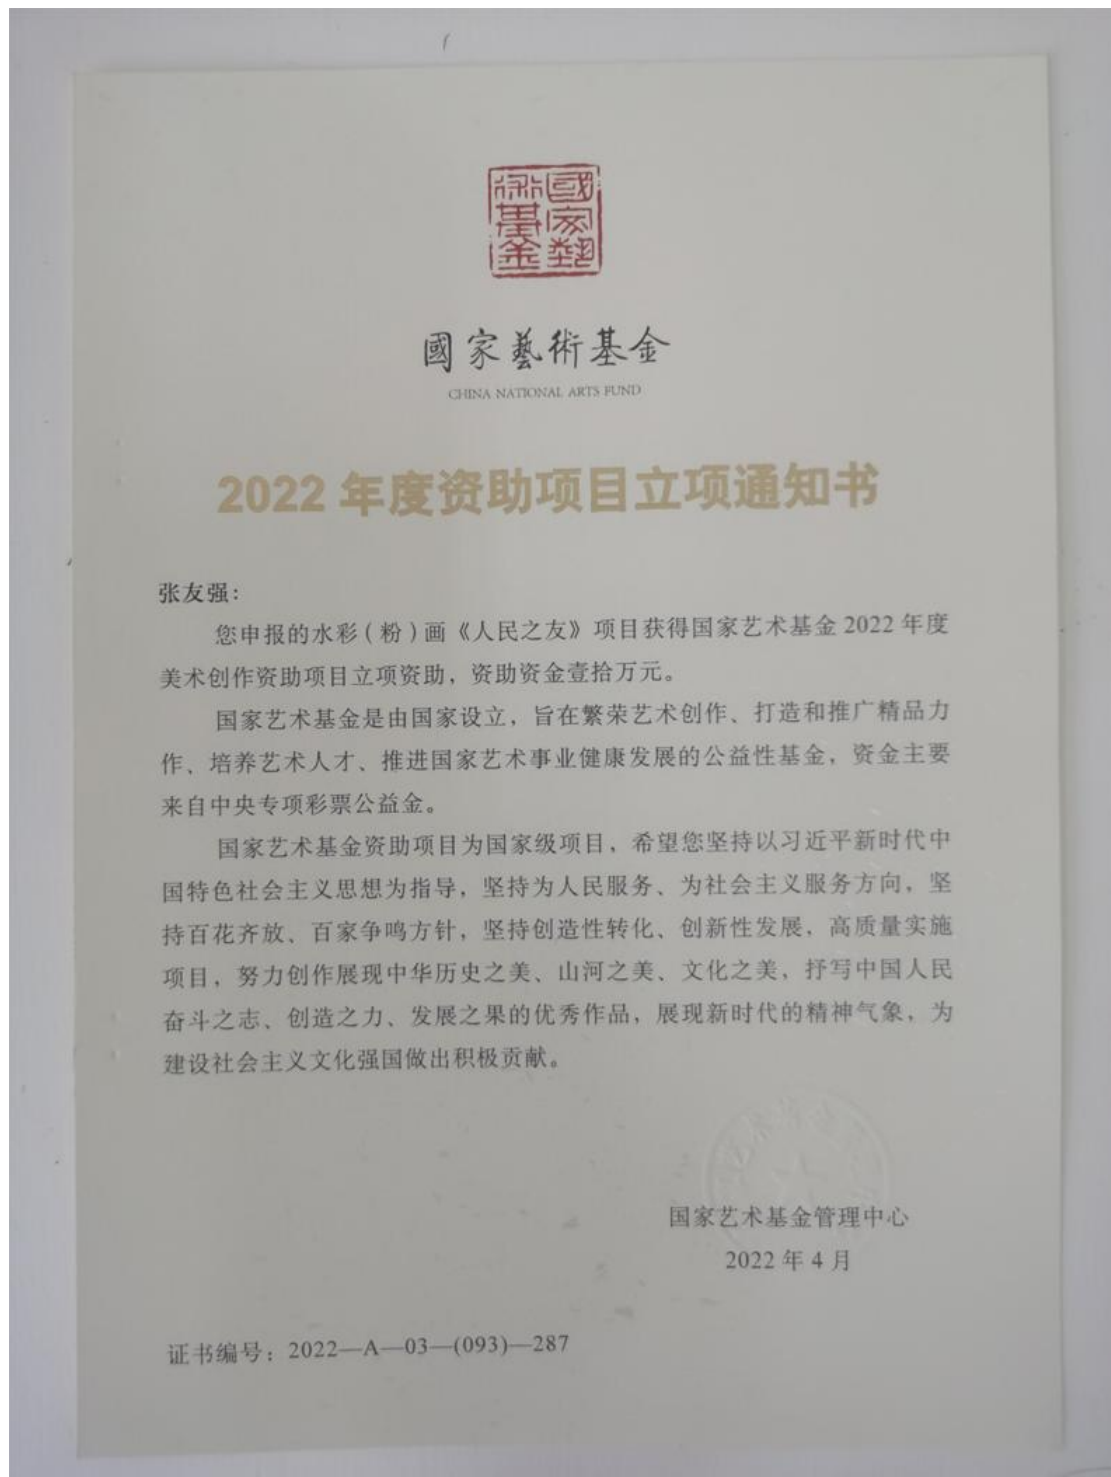 國家藝術基金
國家藝術基金
CHINA NATIONAL ARTS FUND
2022 年度资助项目立项通知书
张友强：
您申报的水彩（粉）画《人民之友》项目获得国家艺术基金 2022 年度
美术创作资助项目立项资助，资助资金壹拾万元。
国家艺术基金是由国家设立，旨在繁荣艺术创作、打造和推广精品力
作、培养艺术人才、推进国家艺术事业健康发展的公益性基金，资金主要
来自中央专项彩票公益金。
国家艺术基金资助项目为国家级项目，希望您坚持以习近平新时代中
国特色社会主义思想为指导，坚持为人民服务、为社会主义服务方向，坚
持百花齐放、百家争鸣方针，坚持创造性转化、创新性发展，高质量实施
项目，努力创作展现中华历史之美、山河之美、文化之美，抒写中国人民
奋斗之志、创造之力、发展之果的优秀作品，展现新时代的精神气象，为
建设社会主义文化强国做出积极贡献。
国家艺术基金管理中心
2022 年 4 月
证书编号：2022—A—03—(093)—287